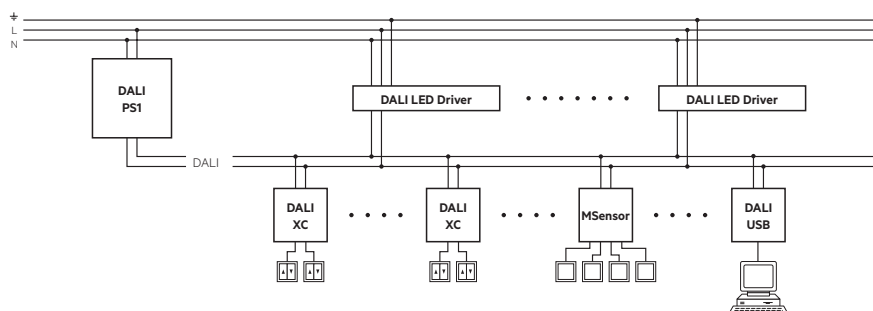 L
N
DALI
PS1
DALI LED Driver
DALI LED Driver
DALI
DALI
XC
DALI
XC
MSensor
DALI
USB